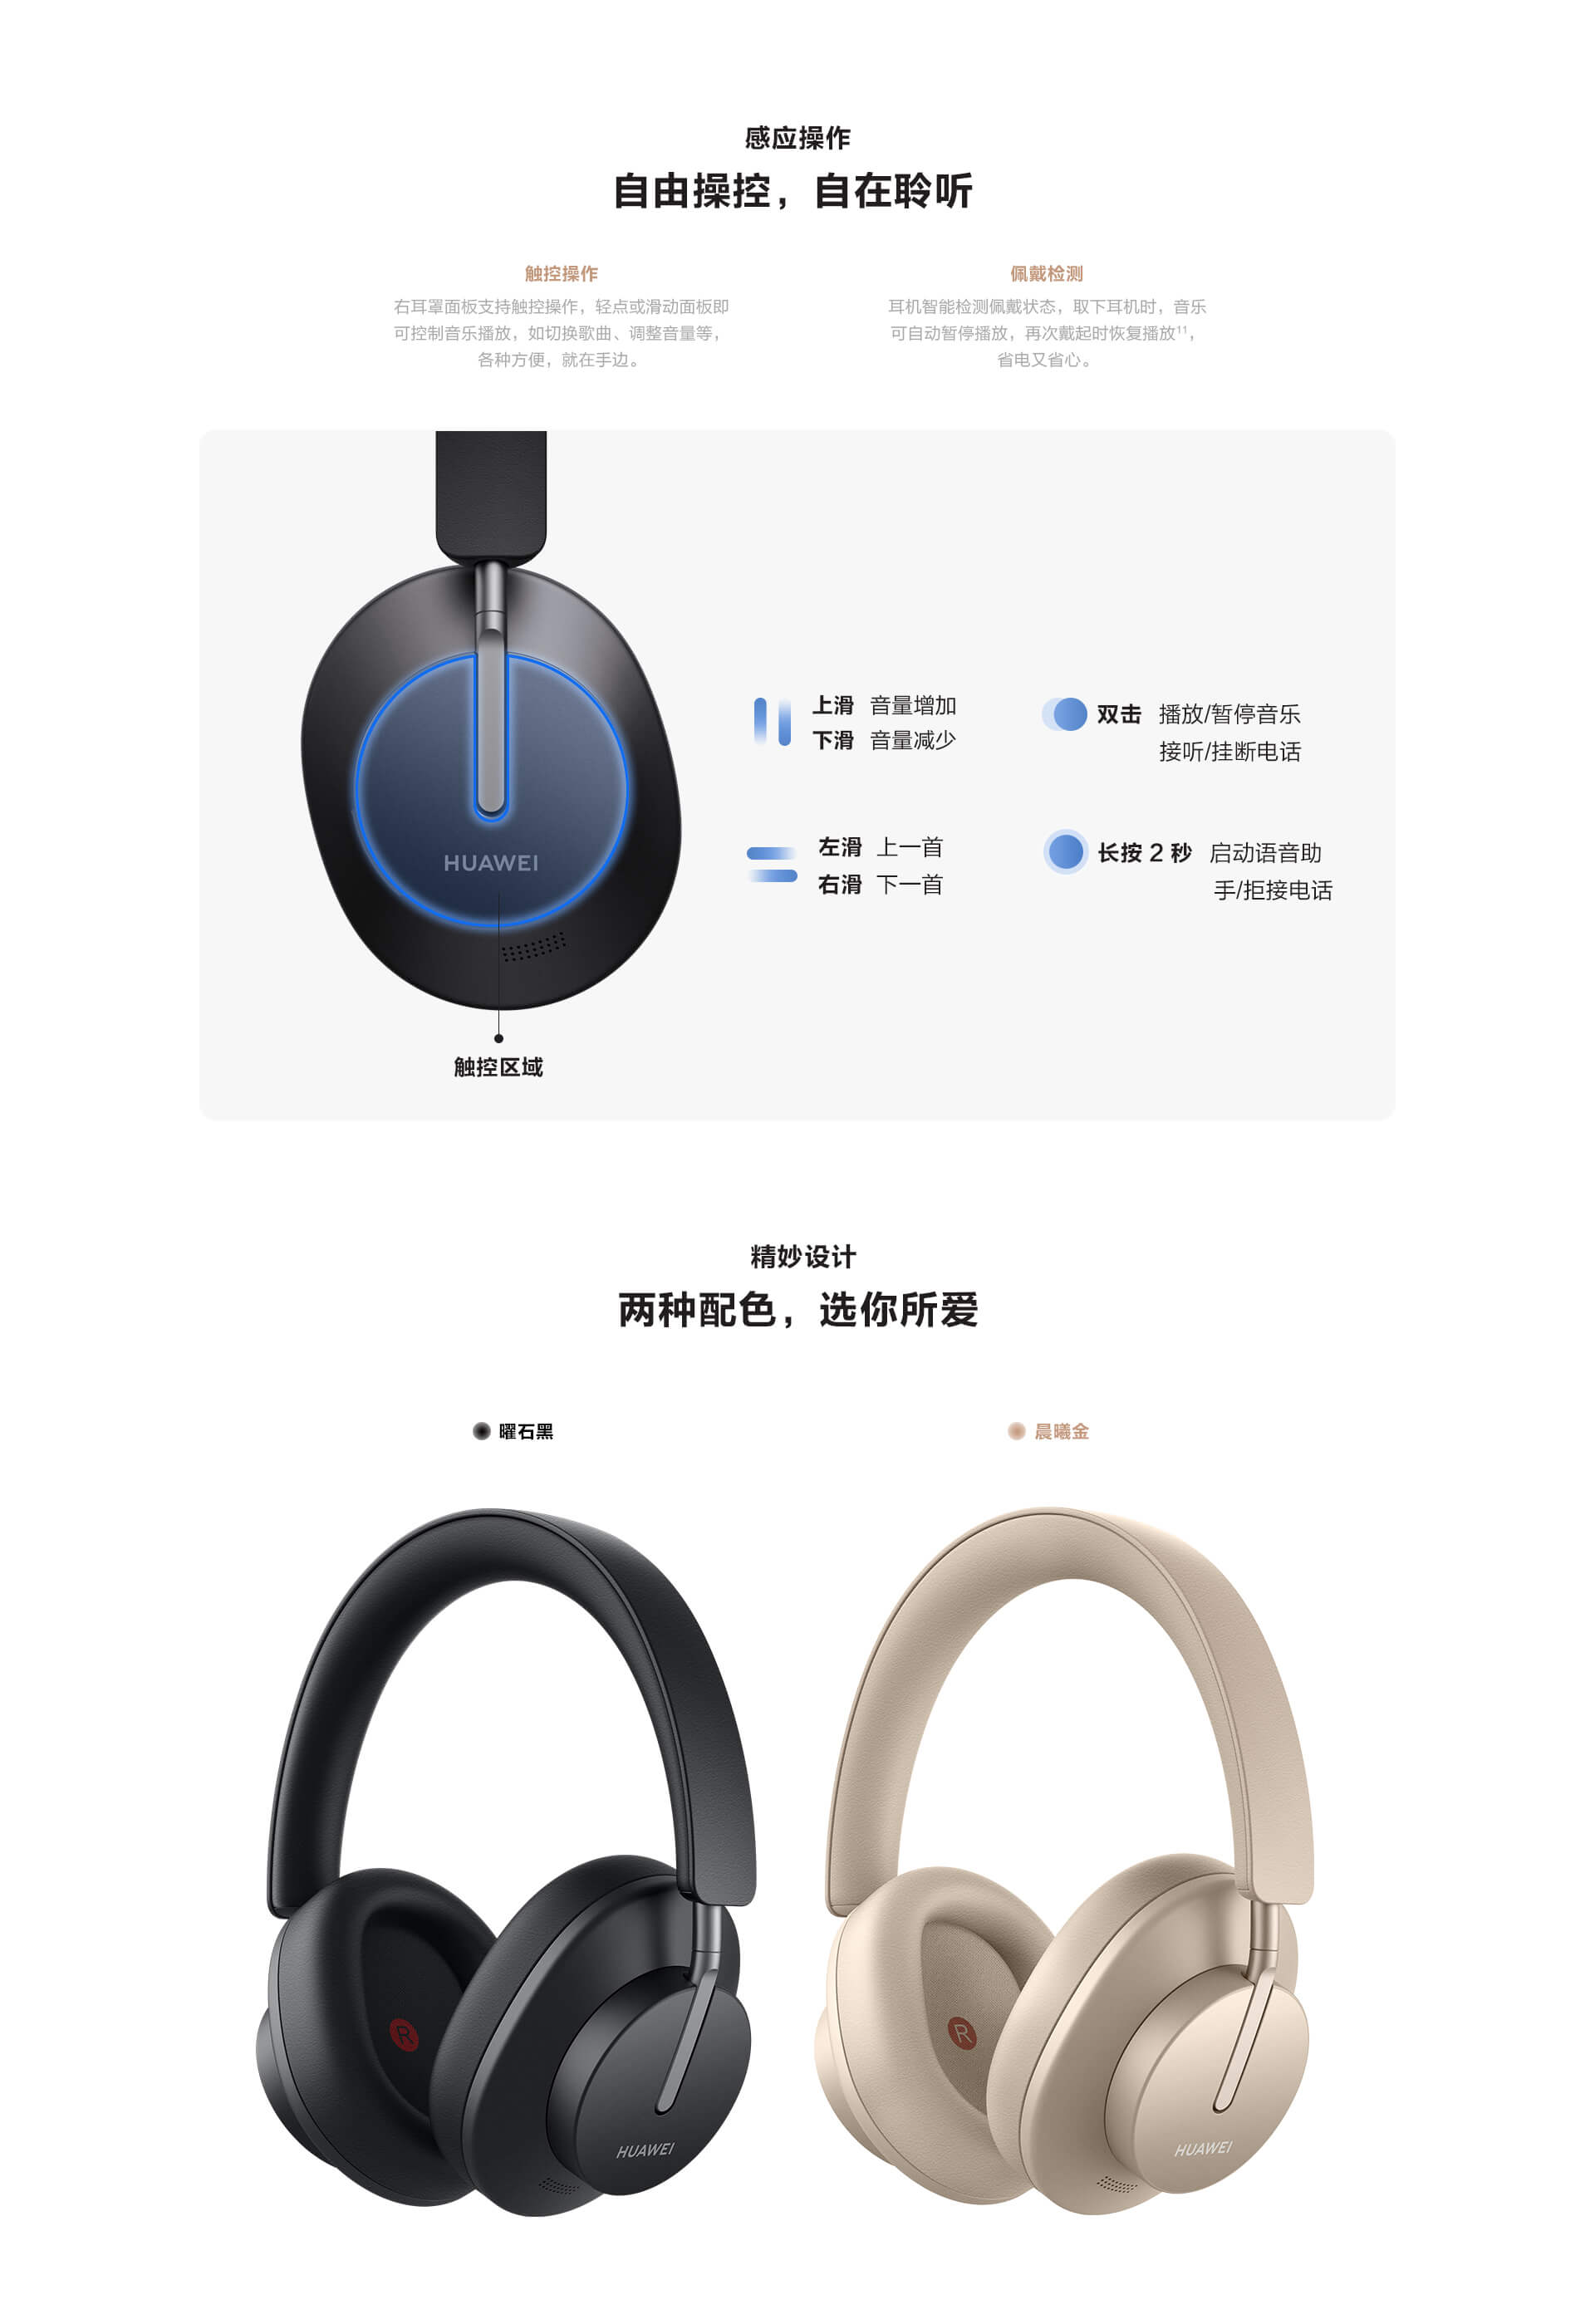 感应操作
自由操控，自在聆听
触控操作
右耳罩面板支持触控操作，轻点或滑动面板即
可控制音乐播放，如切换歌曲、调整音量等，
各种方便，就在手边。
佩戴检测
耳机智能检测佩戴状态，取下耳机时，音乐
可自动暂停播放，再次戴起时恢复播放¹¹，
省电又省心。
HUAWEI
触控区域
上滑 音量增加
下滑 音量减少
双击 播放/暂停音乐
接听/挂断电话
左滑 上一首
右滑 下一首
长按 2 秒 启动语音助
手/拒接电话
精妙设计
两种配色，选你所爱
曜石黑
晨曦金
R
HUAWEI
R
HUAWEI